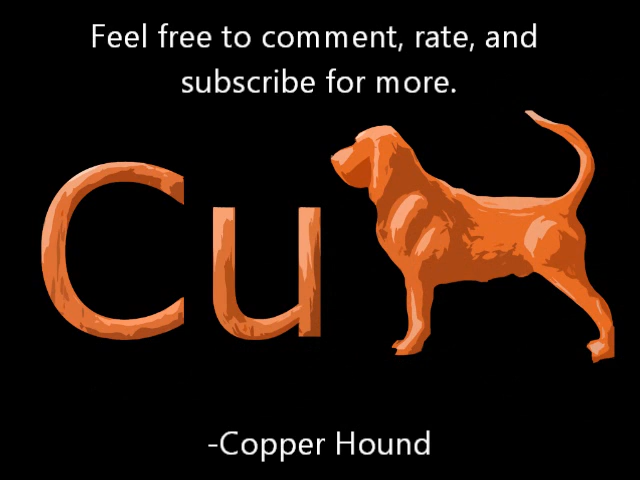 Feel free to comment, rate, and
subscribe for more.
Cu
-Copper Hound